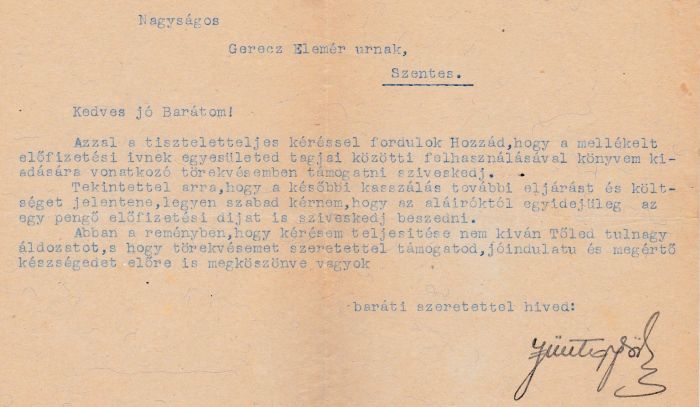 Nagyságos
Gerecz Elemér urnak,
Szentes.
Kedves jó Barátom!
Azzal a tiszteletteljes kéréssel fordulok Hozzád,hogy a mellékelt
előfizetési ivnek egyesületed tagjai közötti felhasználásával könyvem ki-
adására vonatkozó törekvésemben támogatni sziveskedj.
Tekintettel arra,hogy a későbbi kasszálás további eljárást és költ-
séget jelentene,legyen szabad kérnem,hogy az aláiróktól egyidejüleg az
egy pengő előfizetési dijat is sziveskedj beszedni.
Abban a reményben,hogy kérésem teljesitése nem kiván Tőled tulnagy
áldozatot,s hogy törekvésemet szeretettel támogatod,jóindulatu és megértő
készségedet előre is megköszönve vagyok
baráti szeretettel hived: